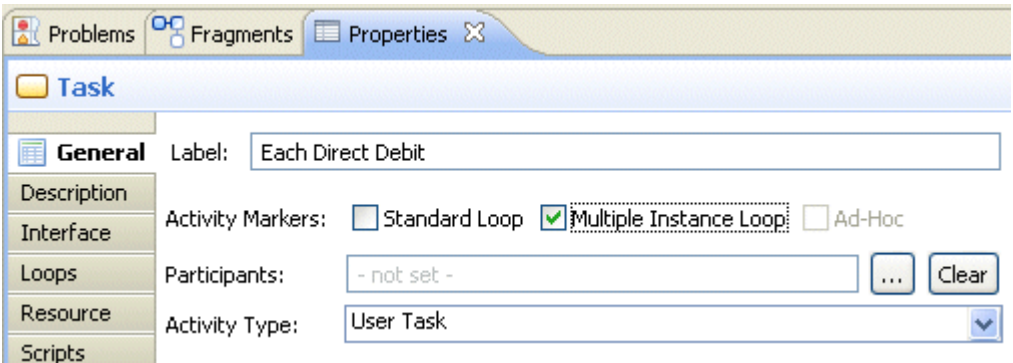 Problems Fragments Properties
Task
General Label: Each Direct Debit
Description
Activity Markers: Standard Loop Multiple Instance Loop Ad-Hoc
Interface
Loops Participants: - not set - ... Clear
Resource Activity Type: User Task
Scripts